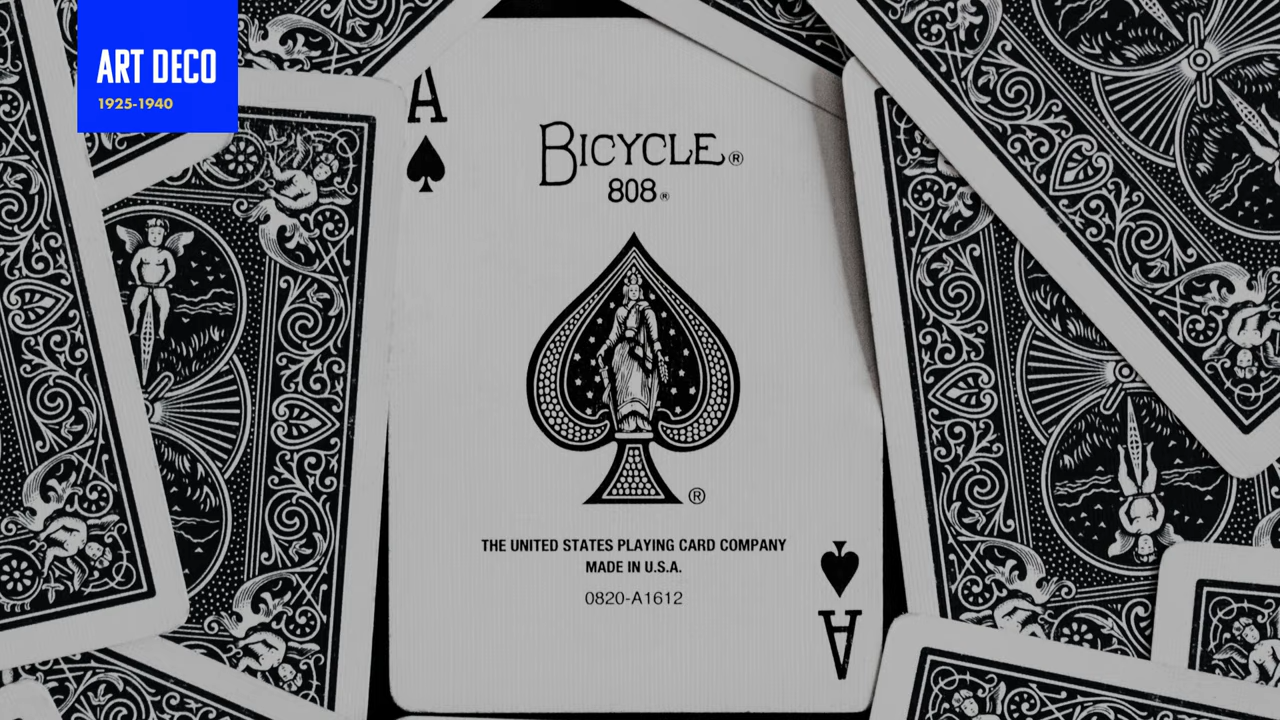 ART DECO
1925-1940
A
BICYCLE®
808®
®
THE UNITED STATES PLAYING CARD COMPANY
MADE IN U.S.A.
0820-A1612
A